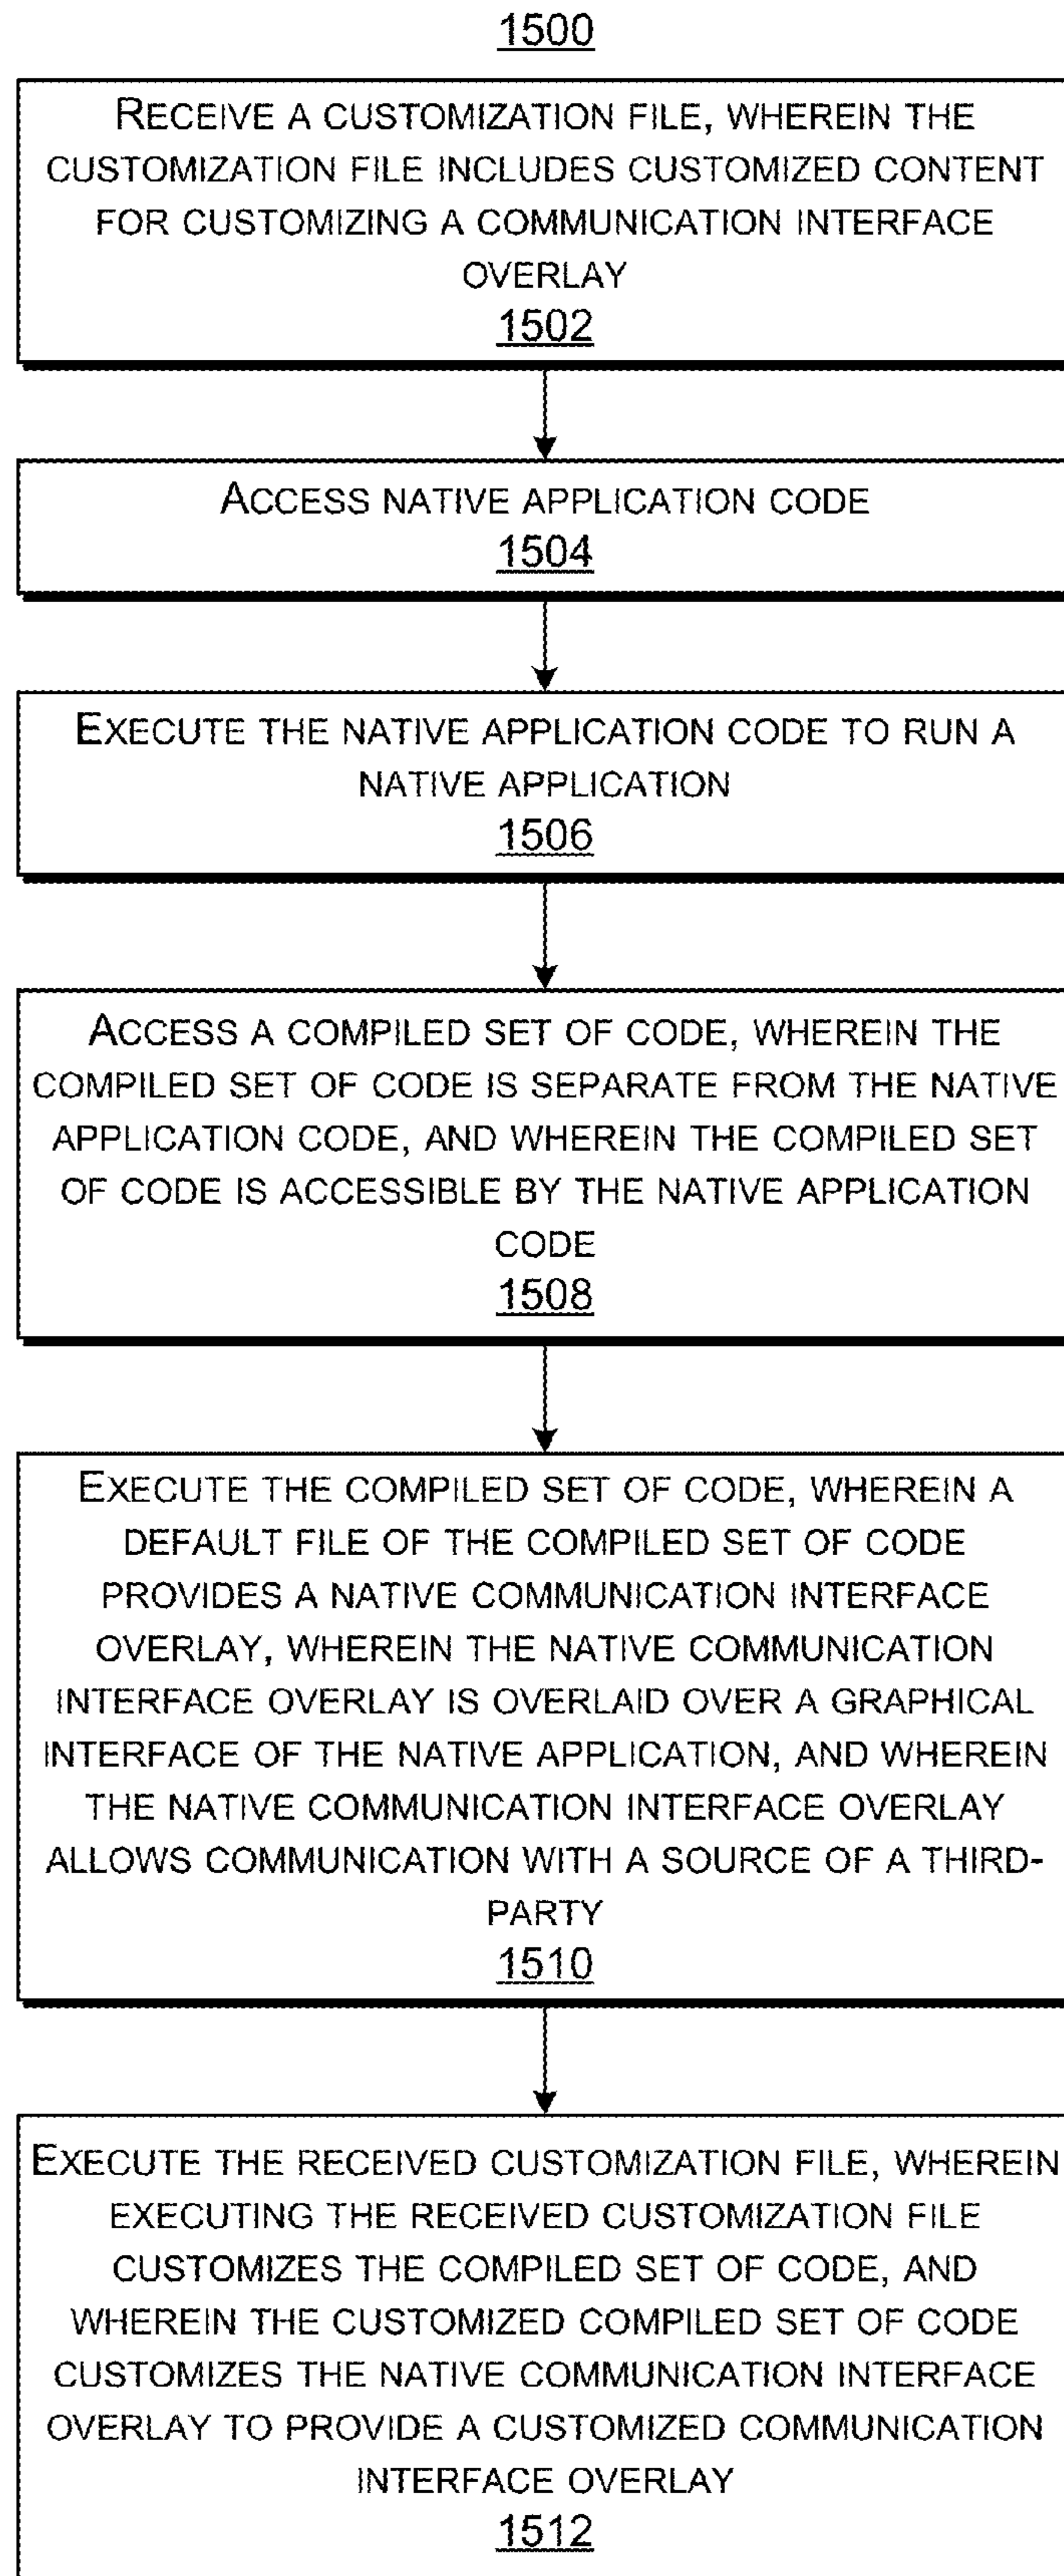 1500
RECEIVE A CUSTOMIZATION FILE, WHEREIN THE
CUSTOMIZATION FILE INCLUDES CUSTOMIZED CONTENT
FOR CUSTOMIZING A COMMUNICATION INTERFACE
OVERLAY
1502
ACCESS NATIVE APPLICATION CODE
1504
EXECUTE THE NATIVE APPLICATION CODE TO RUN A
NATIVE APPLICATION
1506
ACCESS A COMPILED SET OF CODE, WHEREIN THE
COMPILED SET OF CODE IS SEPARATE FROM THE NATIVE
APPLICATION CODE, AND WHEREIN THE COMPILED SET
OF CODE IS ACCESSIBLE BY THE NATIVE APPLICATION
CODE
1508
EXECUTE THE COMPILED SET OF CODE, WHEREIN A
DEFAULT FILE OF THE COMPILED SET OF CODE
PROVIDES A NATIVE COMMUNICATION INTERFACE
OVERLAY, WHEREIN THE NATIVE COMMUNICATION
INTERFACE OVERLAY IS OVERLAID OVER A GRAPHICAL
INTERFACE OF THE NATIVE APPLICATION, AND WHEREIN
THE NATIVE COMMUNICATION INTERFACE OVERLAY
ALLOWS COMMUNICATION WITH A SOURCE OF A THIRD-
PARTY
1510
EXECUTE THE RECEIVED CUSTOMIZATION FILE, WHEREIN
EXECUTING THE RECEIVED CUSTOMIZATION FILE
CUSTOMIZES THE COMPILED SET OF CODE, AND
WHEREIN THE CUSTOMIZED COMPILED SET OF CODE
CUSTOMIZES THE NATIVE COMMUNICATION INTERFACE
OVERLAY TO PROVIDE A CUSTOMIZED COMMUNICATION
INTERFACE OVERLAY
1512